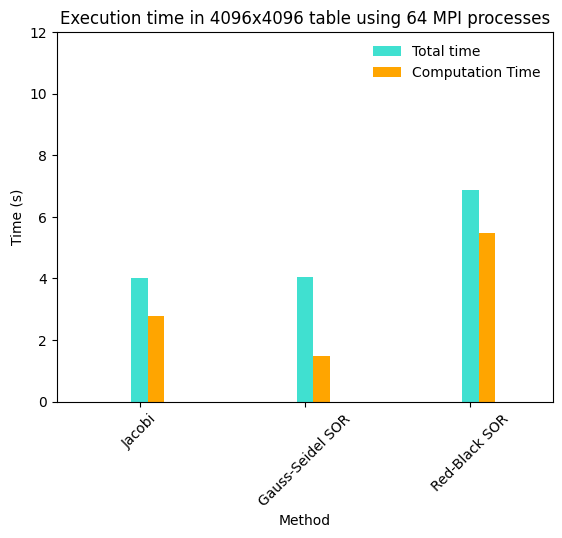 Execution time in 4096x4096 table using 64 MPI processes
Total time
Computation Time
12
10
8
6
4
2
0
Time (s)
Jacobi
Gauss-Seidel SOR
Red-Black SOR
Method